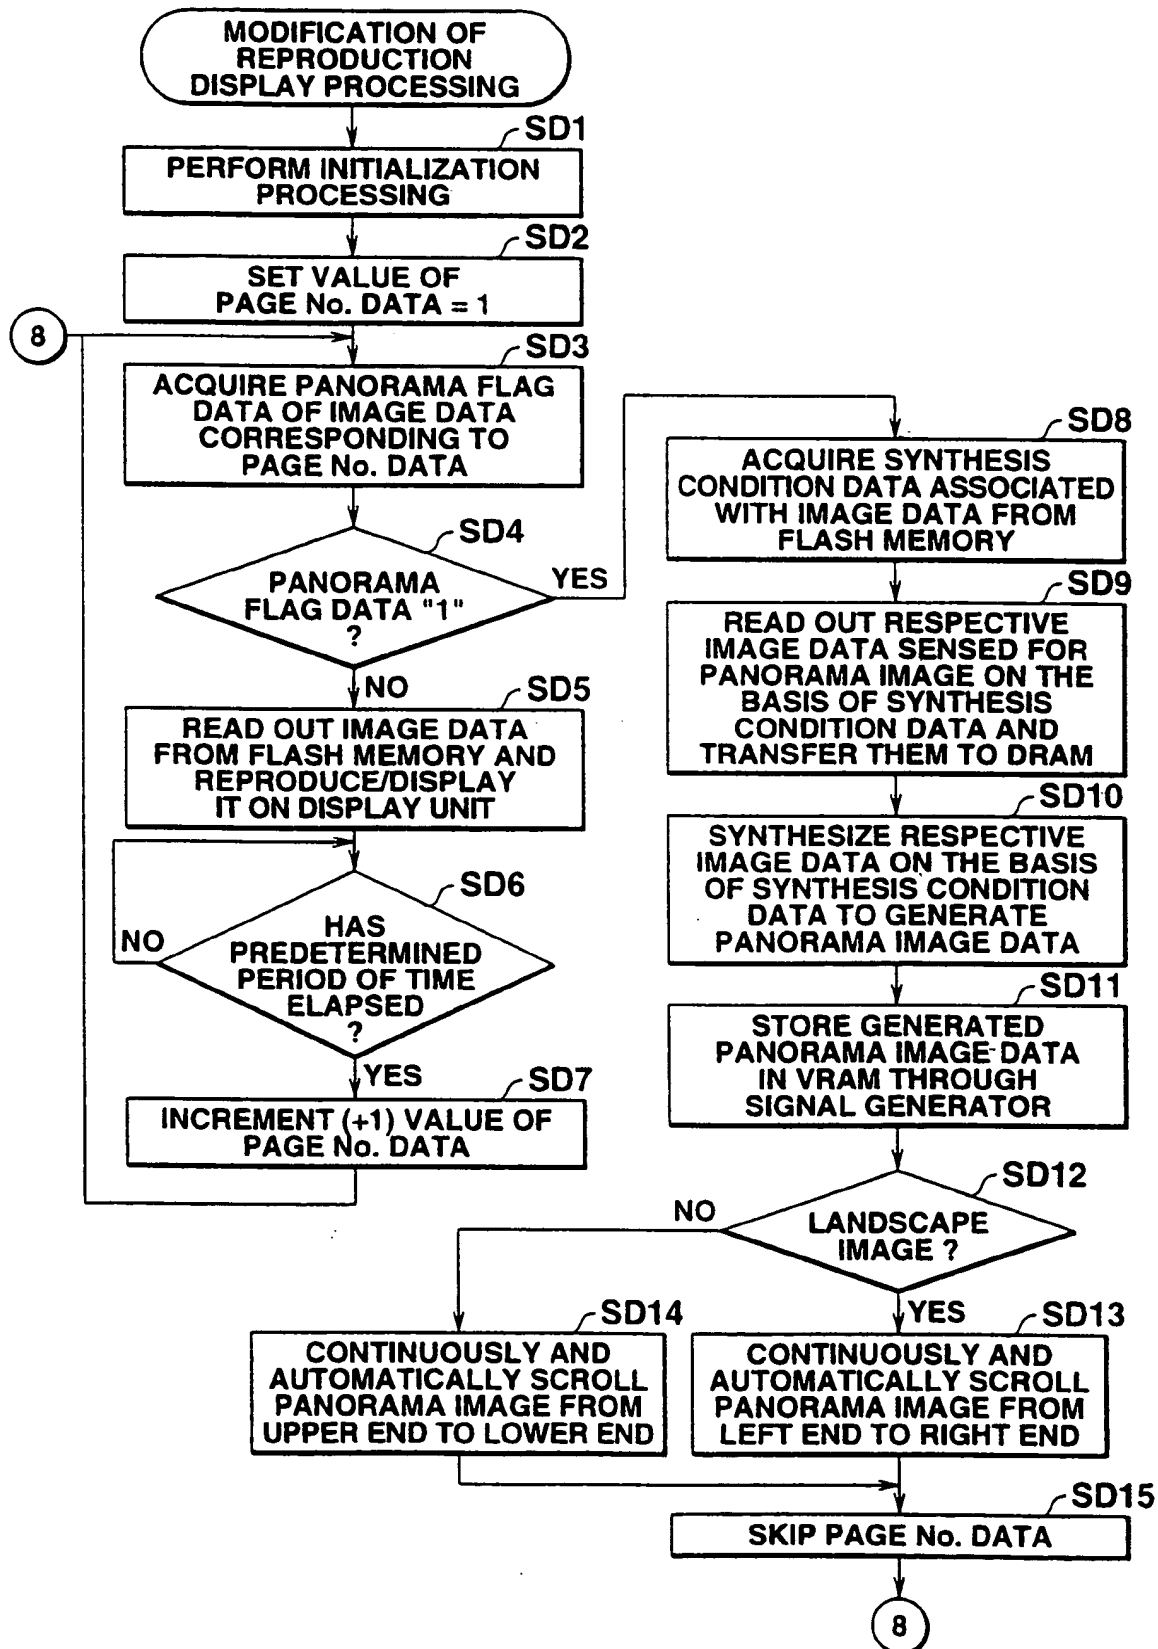 MODIFICATION OF
REPRODUCTION
DISPLAY PROCESSING
SD1
PERFORM INITIALIZATION
PROCESSING
SD2
SET VALUE OF
PAGE No. DATA = 1
8
SD3
ACQUIRE PANORAMA FLAG
DATA OF IMAGE DATA
CORRESPONDING TO
PAGE No. DATA
SD4
PANORAMA
FLAG DATA "1"
?
YES
NO
SD5
READ OUT IMAGE DATA
FROM FLASH MEMORY AND
REPRODUCE/DISPLAY
IT ON DISPLAY UNIT
SD6
HAS
PREDETERMINED
PERIOD OF TIME
ELAPSED
?
NO
YES
SD7
INCREMENT (+1) VALUE OF
PAGE No. DATA
SD8
ACQUIRE SYNTHESIS
CONDITION DATA ASSOCIATED
WITH IMAGE DATA FROM
FLASH MEMORY
SD9
READ OUT RESPECTIVE
IMAGE DATA SENSED FOR
PANORAMA IMAGE ON THE
BASIS OF SYNTHESIS
CONDITION DATA AND
TRANSFER THEM TO DRAM
SD10
SYNTHESIZE RESPECTIVE
IMAGE DATA ON THE BASIS
OF SYNTHESIS CONDITION
DATA TO GENERATE
PANORAMA IMAGE DATA
SD11
STORE GENERATED
PANORAMA IMAGE DATA
IN VRAM THROUGH
SIGNAL GENERATOR
SD12
LANDSCAPE
IMAGE ?
NO
YES
SD14
CONTINUOUSLY AND
AUTOMATICALLY SCROLL
PANORAMA IMAGE FROM
UPPER END TO LOWER END
SD13
CONTINUOUSLY AND
AUTOMATICALLY SCROLL
PANORAMA IMAGE FROM
LEFT END TO RIGHT END
SD15
SKIP PAGE No. DATA
8